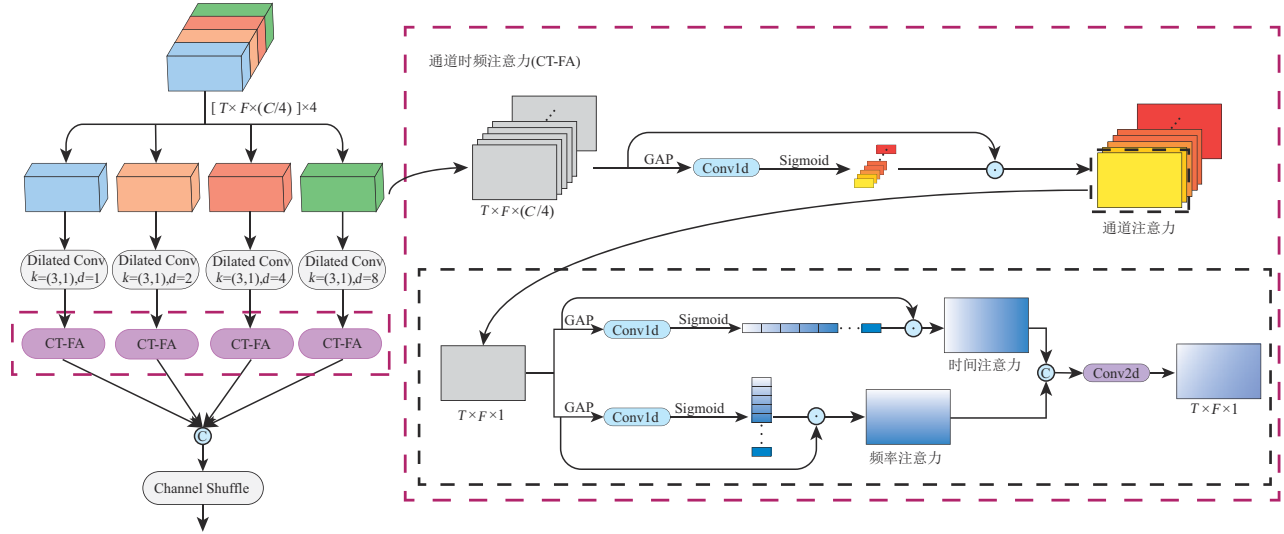 [ T×F×(C/4) ]×4
Dilated Conv
k=(3,1),d=1
Dilated Conv
k=(3,1),d=2
Dilated Conv
k=(3,1),d=4
Dilated Conv
k=(3,1),d=8
CT-FA
CT-FA
CT-FA
CT-FA
C
Channel Shuffle
通道时频注意力(CT-FA)
T×F×(C/4)
GAP
Conv1d
Sigmoid
通道注意力
T×F×1
GAP
Conv1d
Sigmoid
时间注意力
GAP
Conv1d
Sigmoid
频率注意力
C
Conv2d
T×F×1